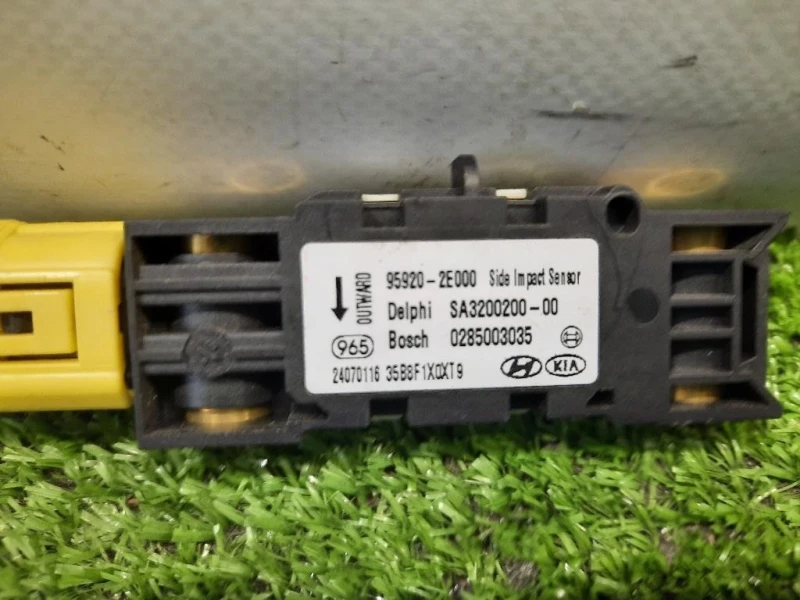 OUTWARD
95920-2E000 Side Impact Sensor
Delphi SA3200200-00
965 Bosch 0285003035
24070116 35B8F1X0XT9 KIA